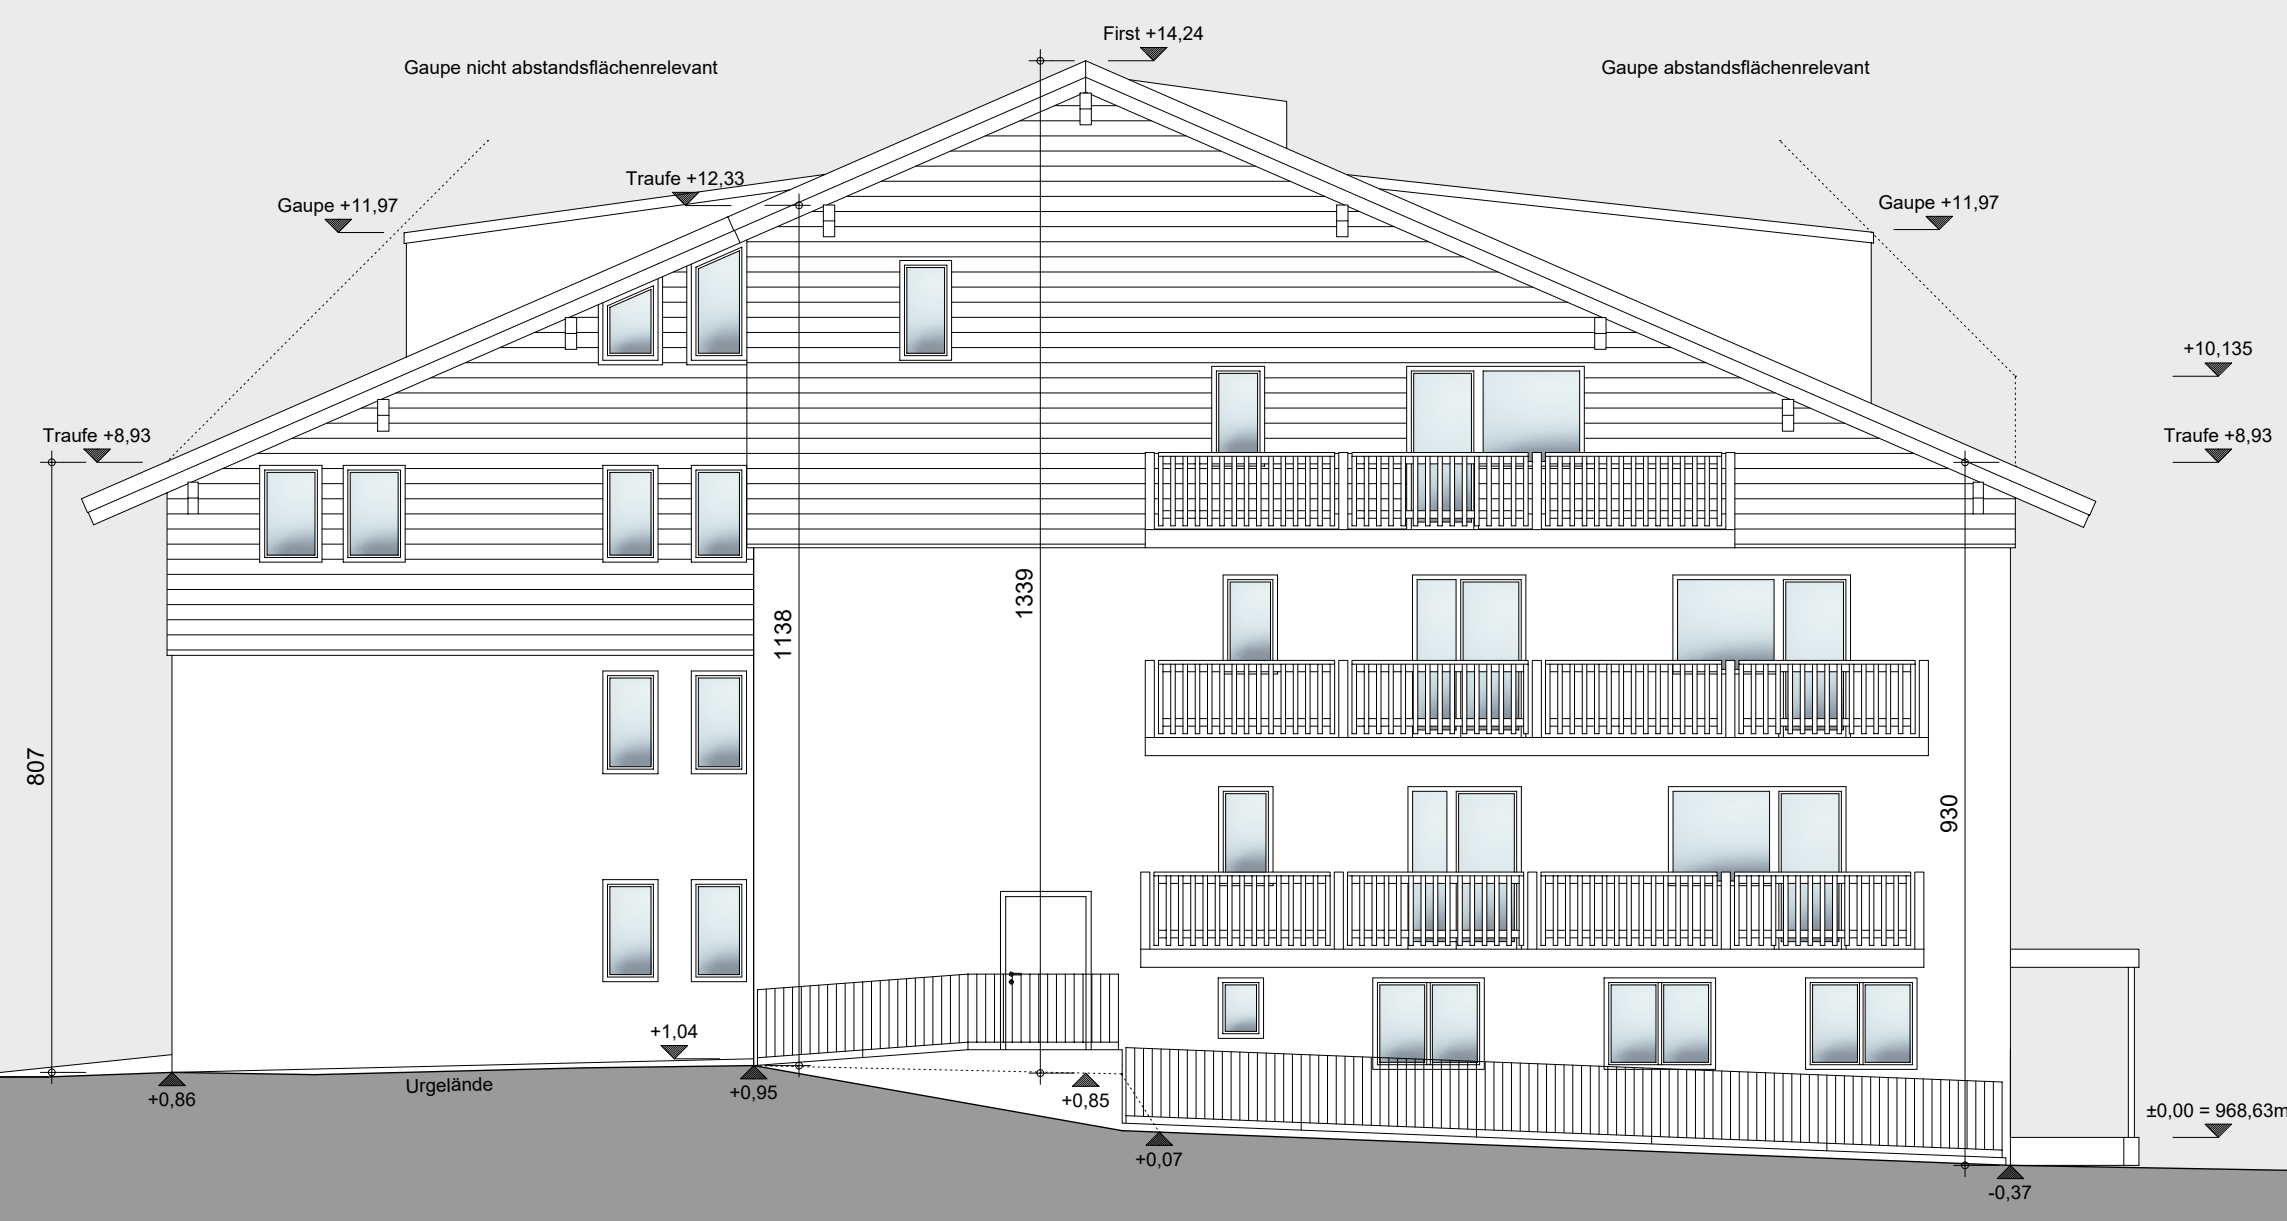 First +14,24
Gaupe nicht abstandsflächenrelevant
Gaupe abstandsflächenrelevant
Traufe +12,33
Gaupe +11,97
Gaupe +11,97
+10,135
Traufe +8,93
Traufe +8,93
1339
1138
807
930
+1,04
Urgelände
+0,86
+0,95
+0,85
±0,00 = 968,63m
+0,07
-0,37